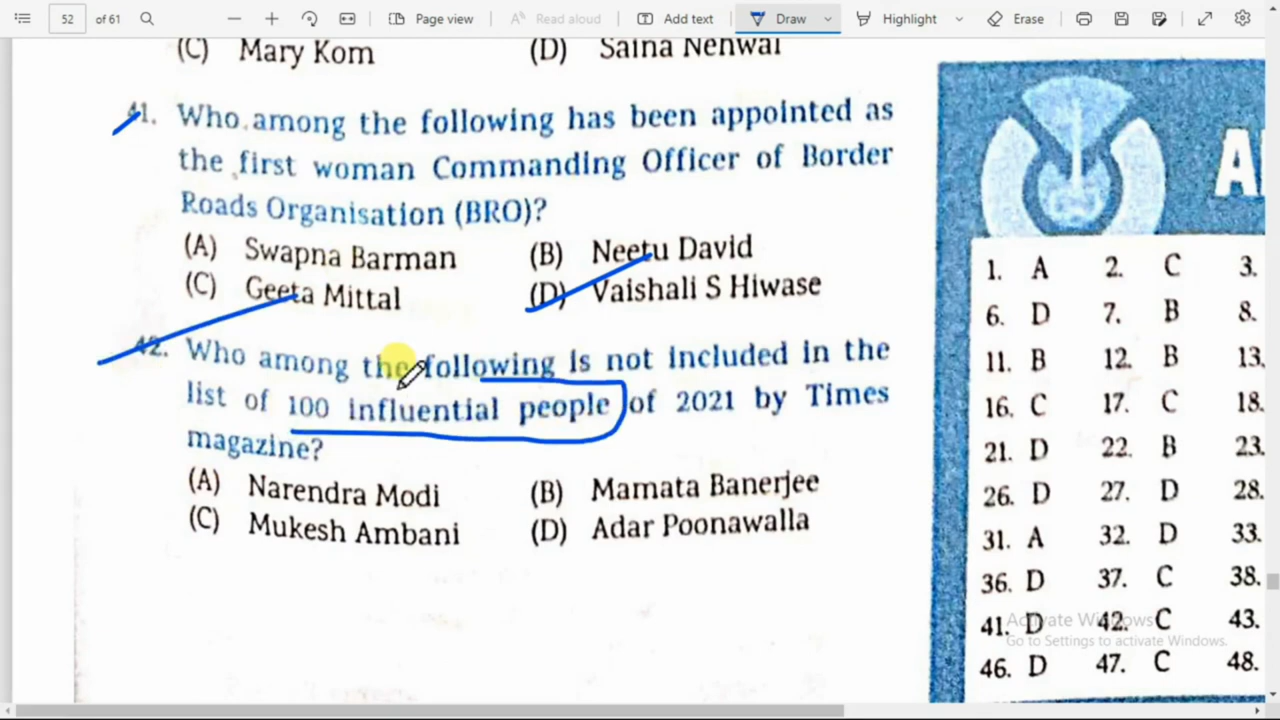 52 of 61 Page view Read aloud Add text Draw Highlight Erase
(C) Mary Kom (D) Saina Nehwal
41. Who among the following has been appointed as
the first woman Commanding Officer of Border
Roads Organisation (BRO)?
(A) Swapna Barman (B) Neetu David
(C) Geeta Mittal (D) Vaishali S Hiwase
42. Who among the following is not included in the
list of 100 influential people of 2021 by Times
magazine?
(A) Narendra Modi (B) Mamata Banerjee
(C) Mukesh Ambani (D) Adar Poonawalla
1. A 2. C 3.
6. D 7. B 8.
11. B 12. B 13.
16. C 17. C 18.
21. D 22. B 23.
26. D 27. D 28.
31. A 32. D 33.
36. D 37. C 38.
41. D 42. C 43.
46. D 47. C 48.
Activate Windows
Go to Settings to activate Windows.